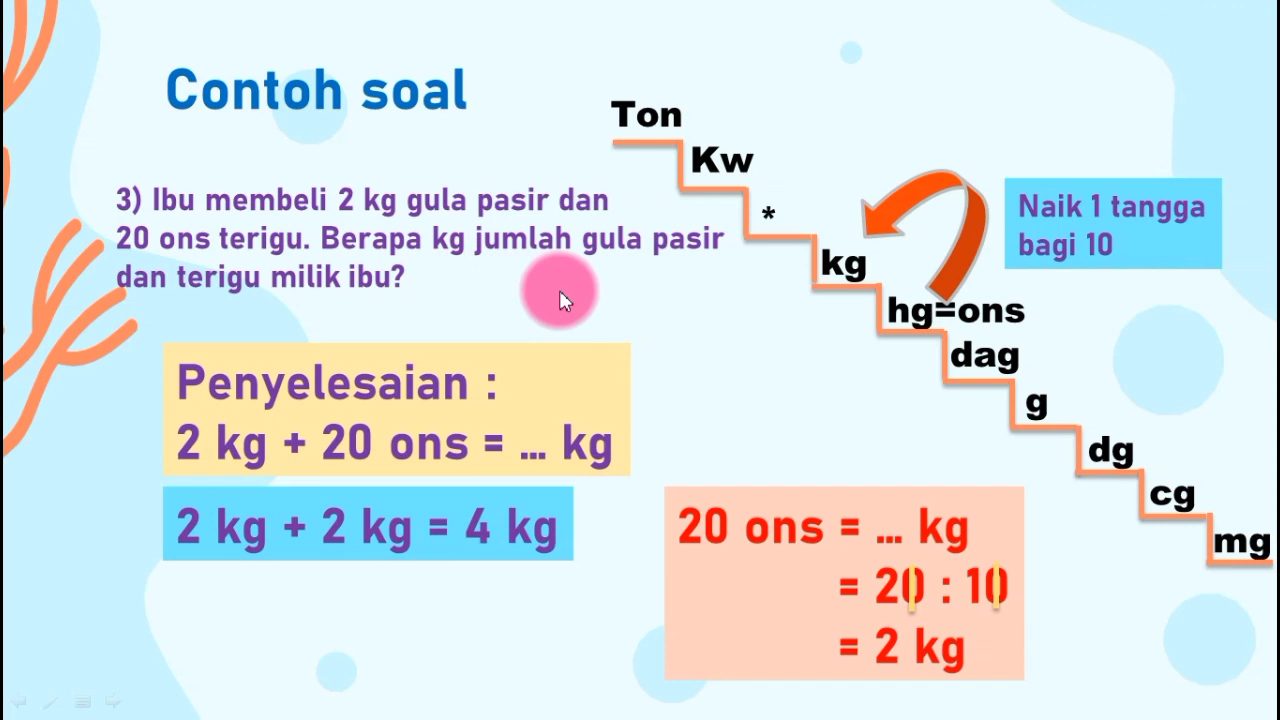 Contoh soal
3) Ibu membeli 2 kg gula pasir dan
20 ons terigu. Berapa kg jumlah gula pasir
dan terigu milik ibu?
Penyelesaian :
2 kg + 20 ons = ... kg
2 kg + 2 kg = 4 kg
Ton
Kw
*
kg
hg=ons
dag
g
dg
cg
mg
Naik 1 tangga
bagi 10
20 ons = ... kg
= 20 : 10
= 2 kg